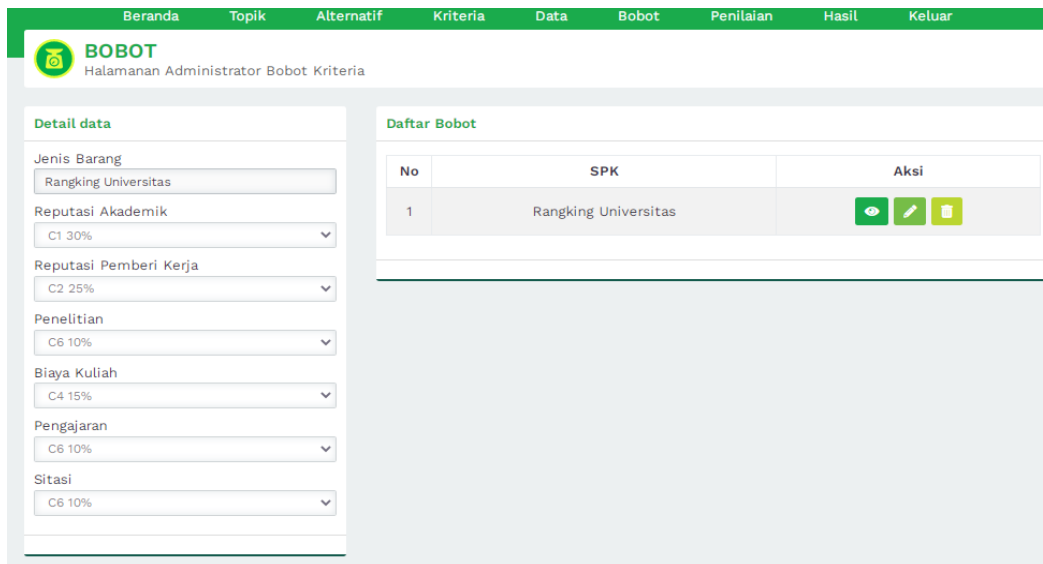 Beranda Topik Alternatif Kriteria Data Bobot Penilaian Hasil Keluar
BOBOT
Halamanan Administrator Bobot Kriteria
Detail data
Jenis Barang
Rangking Universitas
Reputasi Akademik
C1 30%
Reputasi Pemberi Kerja
C2 25%
Penelitian
C6 10%
Biaya Kuliah
C4 15%
Pengajaran
C6 10%
Sitasi
C6 10%
Daftar Bobot
No SPK Aksi
1 Rangking Universitas